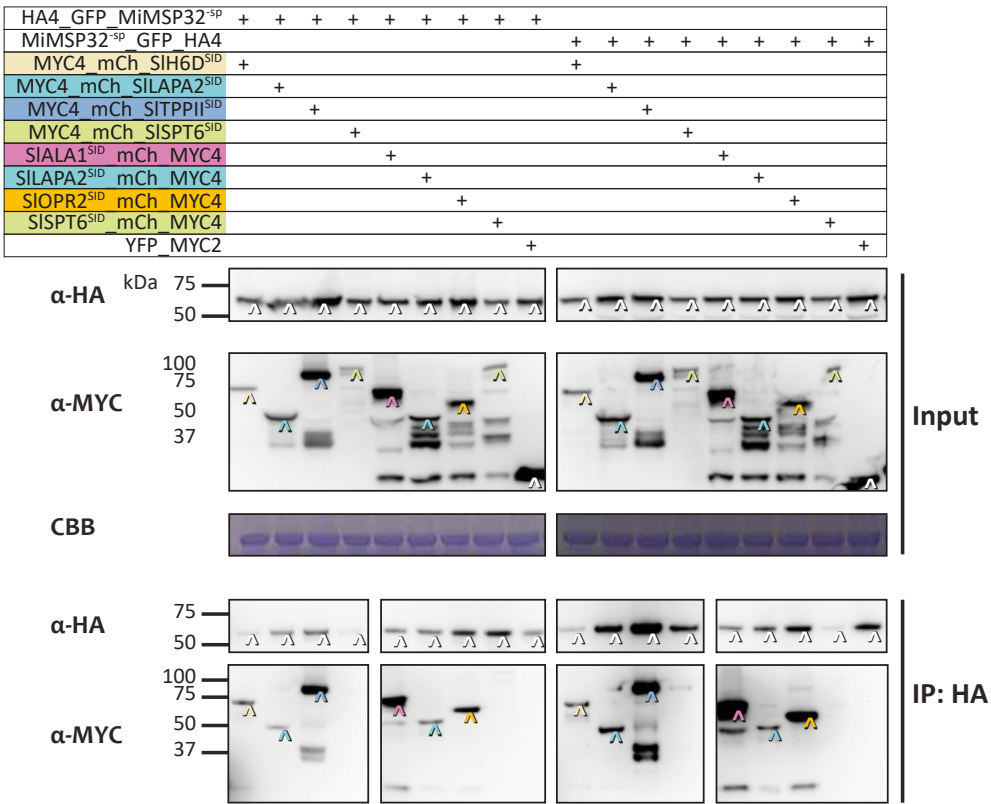 HA4_GFP_MiMSP32⁻ˢᵖ + + + + + + + + +
MiMSP32⁻ˢᵖ_GFP_HA4 + + + + + + + + +
MYC4_mCh_SlH6Dˢᴵᴰ + +
MYC4_mCh_SlLAPA2ˢᴵᴰ + +
MYC4_mCh_SlTPPIIˢᴵᴰ + +
MYC4_mCh_SlSPT6ˢᴵᴰ + +
SlALA1ˢᴵᴰ_mCh_MYC4 + +
SlLAPA2ˢᴵᴰ_mCh_MYC4 + +
SlOPR2ˢᴵᴰ_mCh_MYC4 + +
SlSPT6ˢᴵᴰ_mCh_MYC4 + +
YFP_MYC2 + +
α-HA kDa 75
50
α-MYC 100
75
50
37
Input
CBB
α-HA 75
50
α-MYC 100
75
50
37
IP: HA